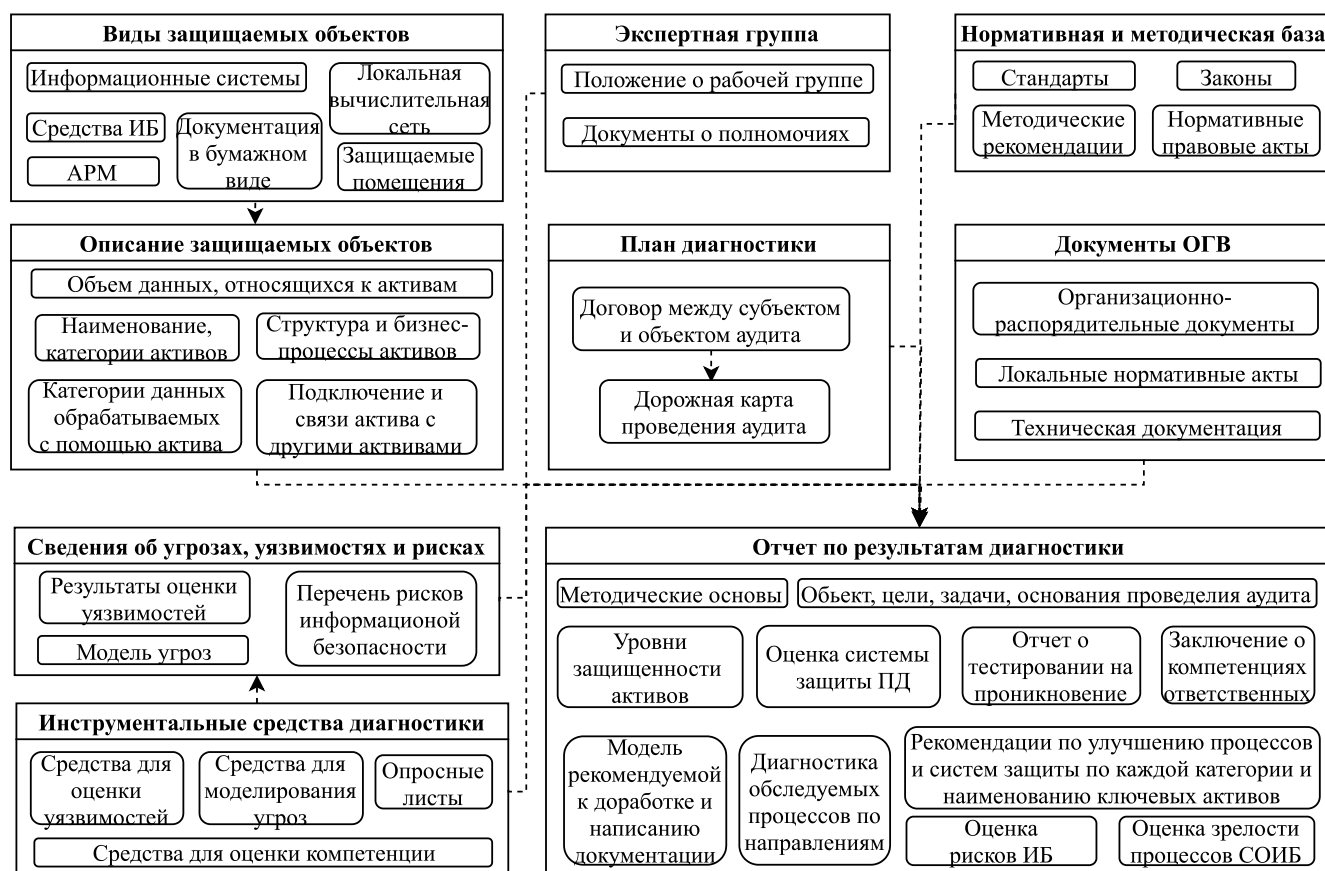 Виды защищаемых объектов
Информационные системы
Локальная
вычислительная
сеть
Средства ИБ
Документация
в бумажном
виде
АРМ
Защищаемые
помещения
Экспертная группа
Положение о рабочей группе
Документы о полномочиях
Нормативная и методическая база
Стандарты
Законы
Методические
рекомендации
Нормативные
правовые акты
Описание защищаемых объектов
Объем данных, относящихся к активам
Наименование,
категории активов
Структура и бизнес-
процессы активов
Категории данных
обрабатываемых
с помощью актива
Подключение и
связи актива с
другими активами
План диагностики
Договор между субъектом
и объектом аудита
Дорожная карта
проведения аудита
Документы ОГВ
Организационно-
распорядительные документы
Локальные нормативные акты
Техническая документация
Сведения об угрозах, уязвимостях и рисках
Результаты оценки
уязвимостей
Модель угроз
Перечень рисков
информационой
безопасности
Инструментальные средства диагностики
Средства для
оценки
уязвимостей
Средства для
моделирования
угроз
Опросные
листы
Средства для оценки компетенции
Отчет по результатам диагностики
Методические основы
Обьект, цели, задачи, основания проведелия аудита
Уровни
защищенности
активов
Оценка системы
защиты ПД
Отчет о
тестировании на
проникновение
Заключение о
компетенциях
ответственных
Модель
рекомендуемой
к доработке и
написанию
документации
Диагностика
обследуемых
процессов по
направлениям
Рекомендации по улучшению процессов
и систем защиты по каждой категории и
наименованию ключевых активов
Оценка
рисков ИБ
Оценка зрелости
процессов СОИБ